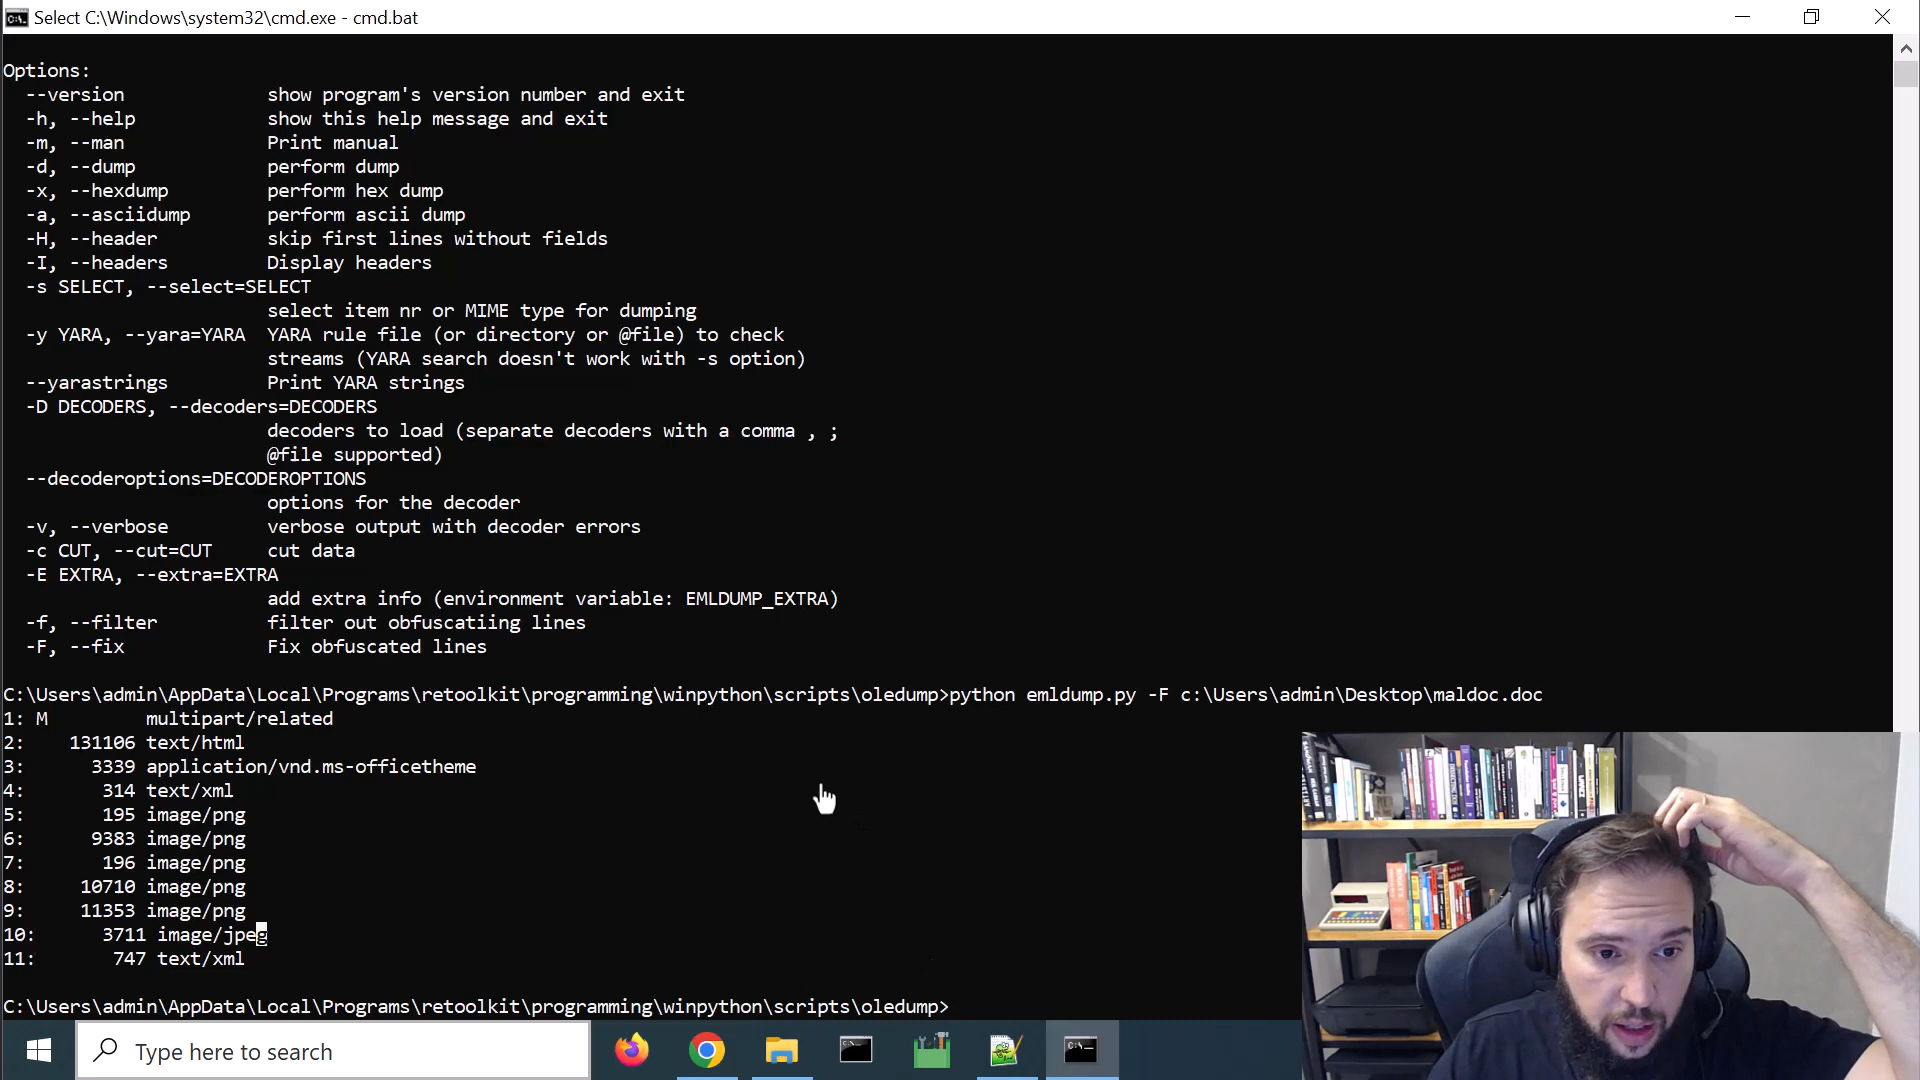 Select C:\Windows\system32\cmd.exe - cmd.bat
Options:
--version show program's version number and exit
-h, --help show this help message and exit
-m, --man Print manual
-d, --dump perform dump
-x, --hexdump perform hex dump
-a, --asciidump perform ascii dump
-H, --header skip first lines without fields
-I, --headers Display headers
-s SELECT, --select=SELECT
select item nr or MIME type for dumping
-y YARA, --yara=YARA YARA rule file (or directory or @file) to check
streams (YARA search doesn't work with -s option)
--yarastrings Print YARA strings
-D DECODERS, --decoders=DECODERS
decoders to load (separate decoders with a comma , ;
@file supported)
--decoderoptions=DECODEROPTIONS
options for the decoder
-v, --verbose verbose output with decoder errors
-c CUT, --cut=CUT cut data
-E EXTRA, --extra=EXTRA
add extra info (environment variable: EMLDUMP_EXTRA)
-f, --filter filter out obfuscatiing lines
-F, --fix Fix obfuscated lines
C:\Users\admin\AppData\Local\Programs\retoolkit\programming\winpython\scripts\oledump>python emldump.py -F c:\Users\admin\Desktop\maldoc.doc
1: M multipart/related
2: 131106 text/html
3: 3339 application/vnd.ms-officetheme
4: 314 text/xml
5: 195 image/png
6: 9383 image/png
7: 196 image/png
8: 10710 image/png
9: 11353 image/png
10: 3711 image/jpeg
11: 747 text/xml
C:\Users\admin\AppData\Local\Programs\retoolkit\programming\winpython\scripts\oledump>
Type here to search